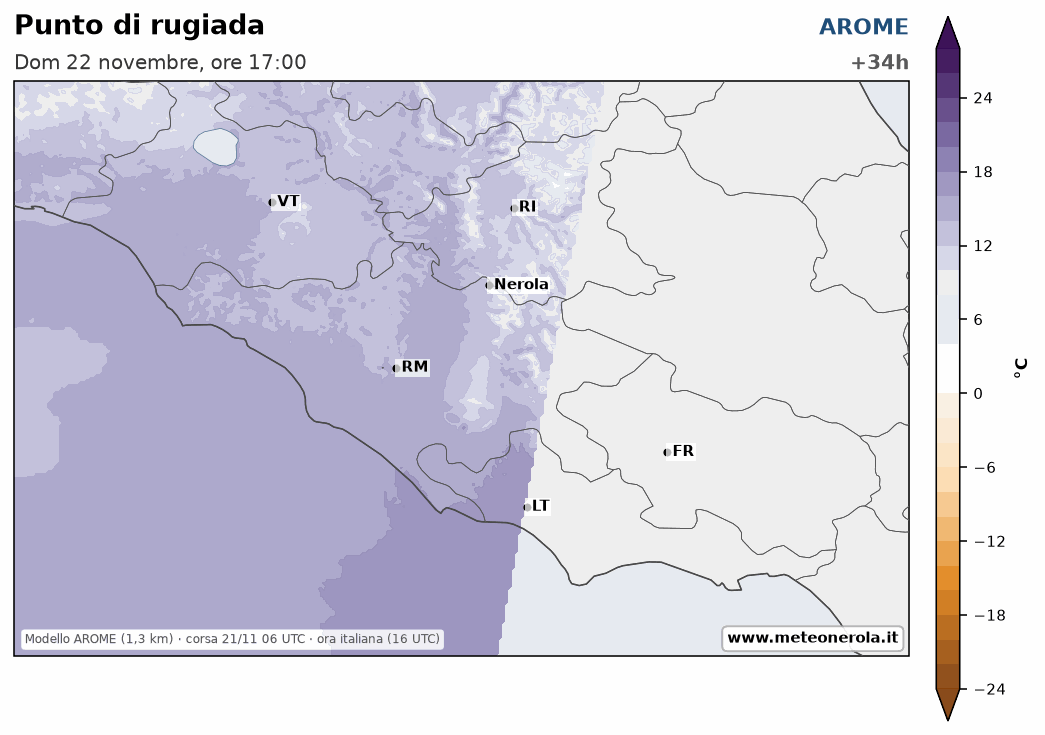 Punto di rugiada
AROME
Dom 22 novembre, ore 17:00
+34h
VT
RI
Nerola
RM
FR
LT
Modello AROME (1,3 km) · corsa 21/11 06 UTC · ora italiana (16 UTC)
www.meteonerola.it
24
18
12
6
0
−6
−12
−18
−24
°C